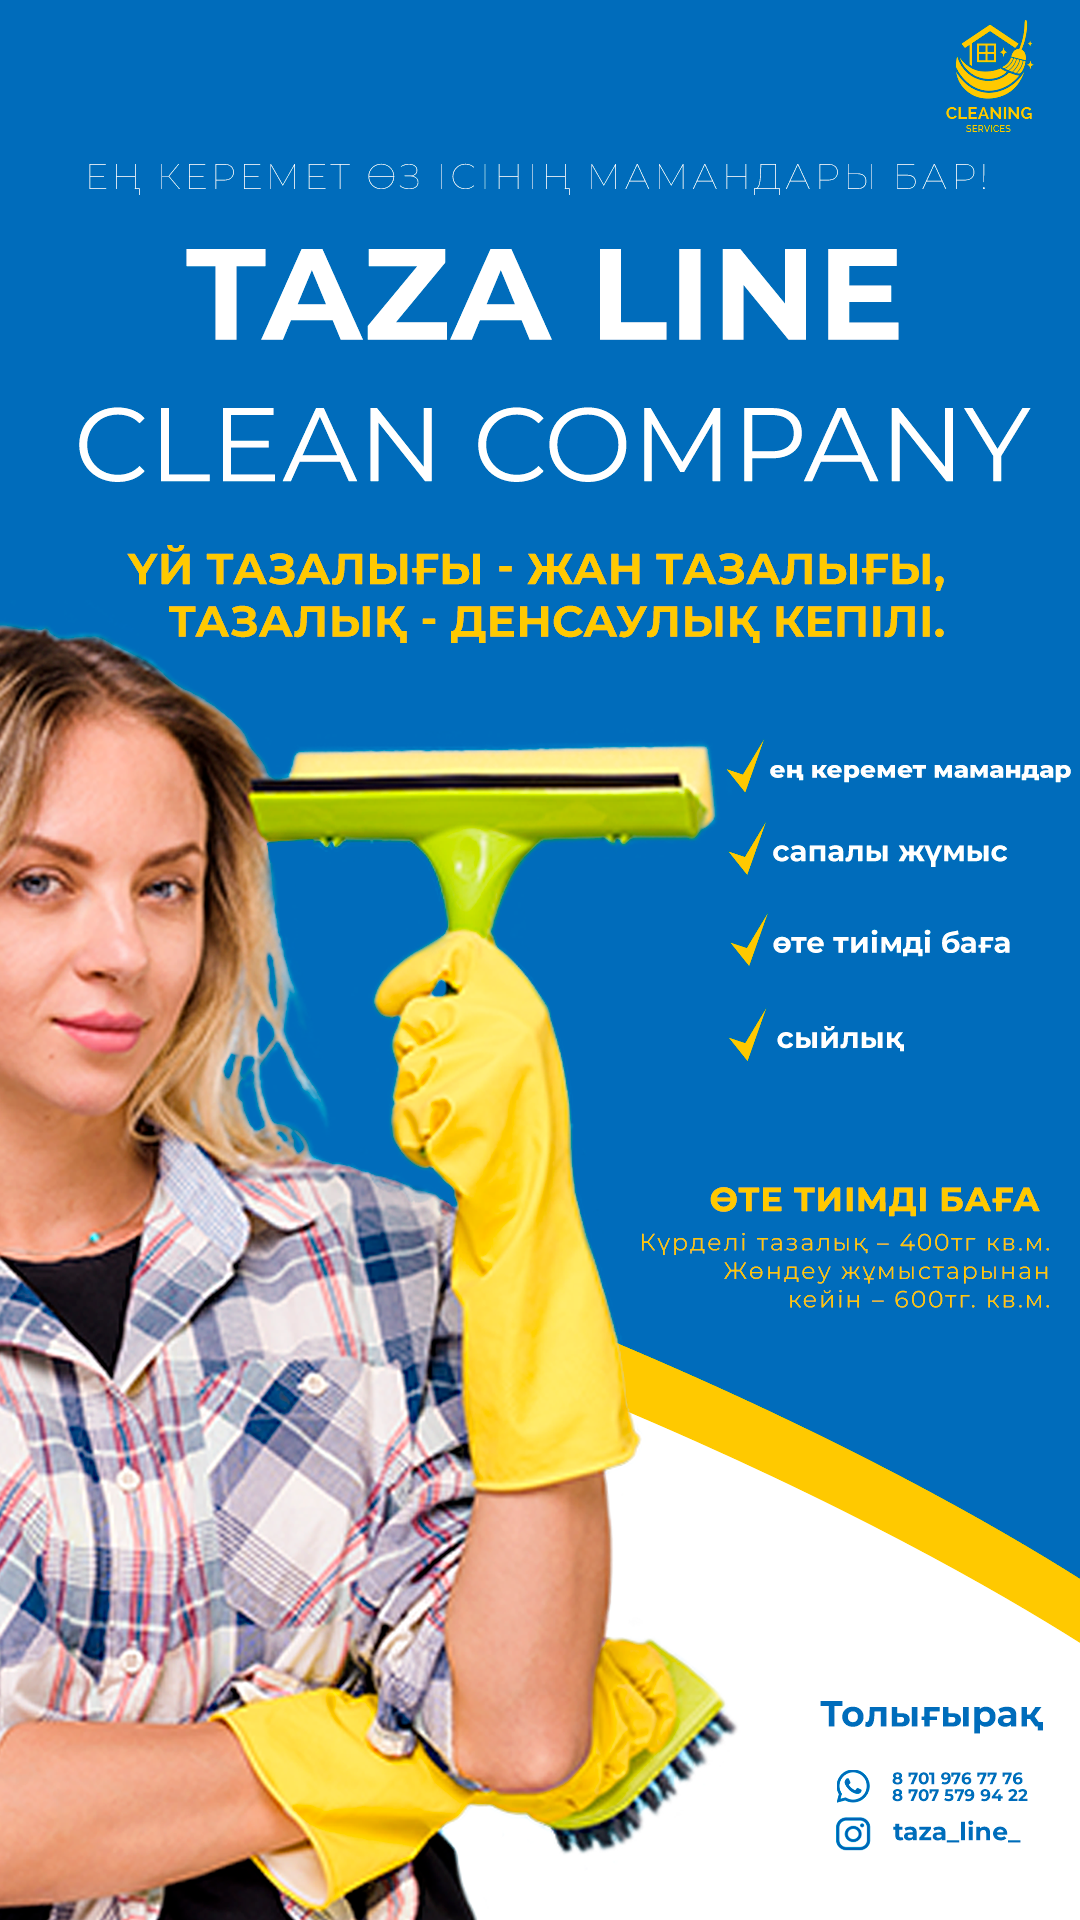 CLEANING
SERVICES
ЕҢ КЕРЕМЕТ ӨЗ ІСІНІҢ МАМАНДАРЫ БАР!
TAZA LINE
CLEAN COMPANY
ҮЙ ТАЗАЛЫҒЫ - ЖАН ТАЗАЛЫҒЫ,
ТАЗАЛЫҚ - ДЕНСАУЛЫҚ КЕПІЛІ.
ең керемет мамандар
сапалы жүмыс
өте тиімді баға
сыйлық
ӨТЕ ТИІМДІ БАҒА
Күрделі тазалық – 400тг кв.м.
Жөндеу жұмыстарынан
кейін – 600тг. кв.м.
Толығырақ
8 701 976 77 76
8 707 579 94 22
taza_line_